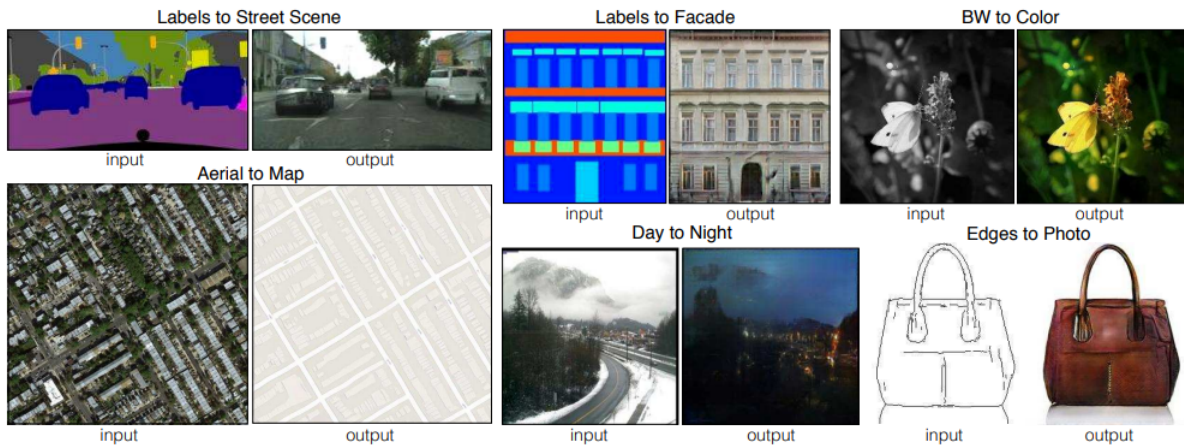 Labels to Street Scene
input
output
Aerial to Map
input
output
Labels to Facade
input
output
BW to Color
input
output
Day to Night
input
output
Edges to Photo
input
output